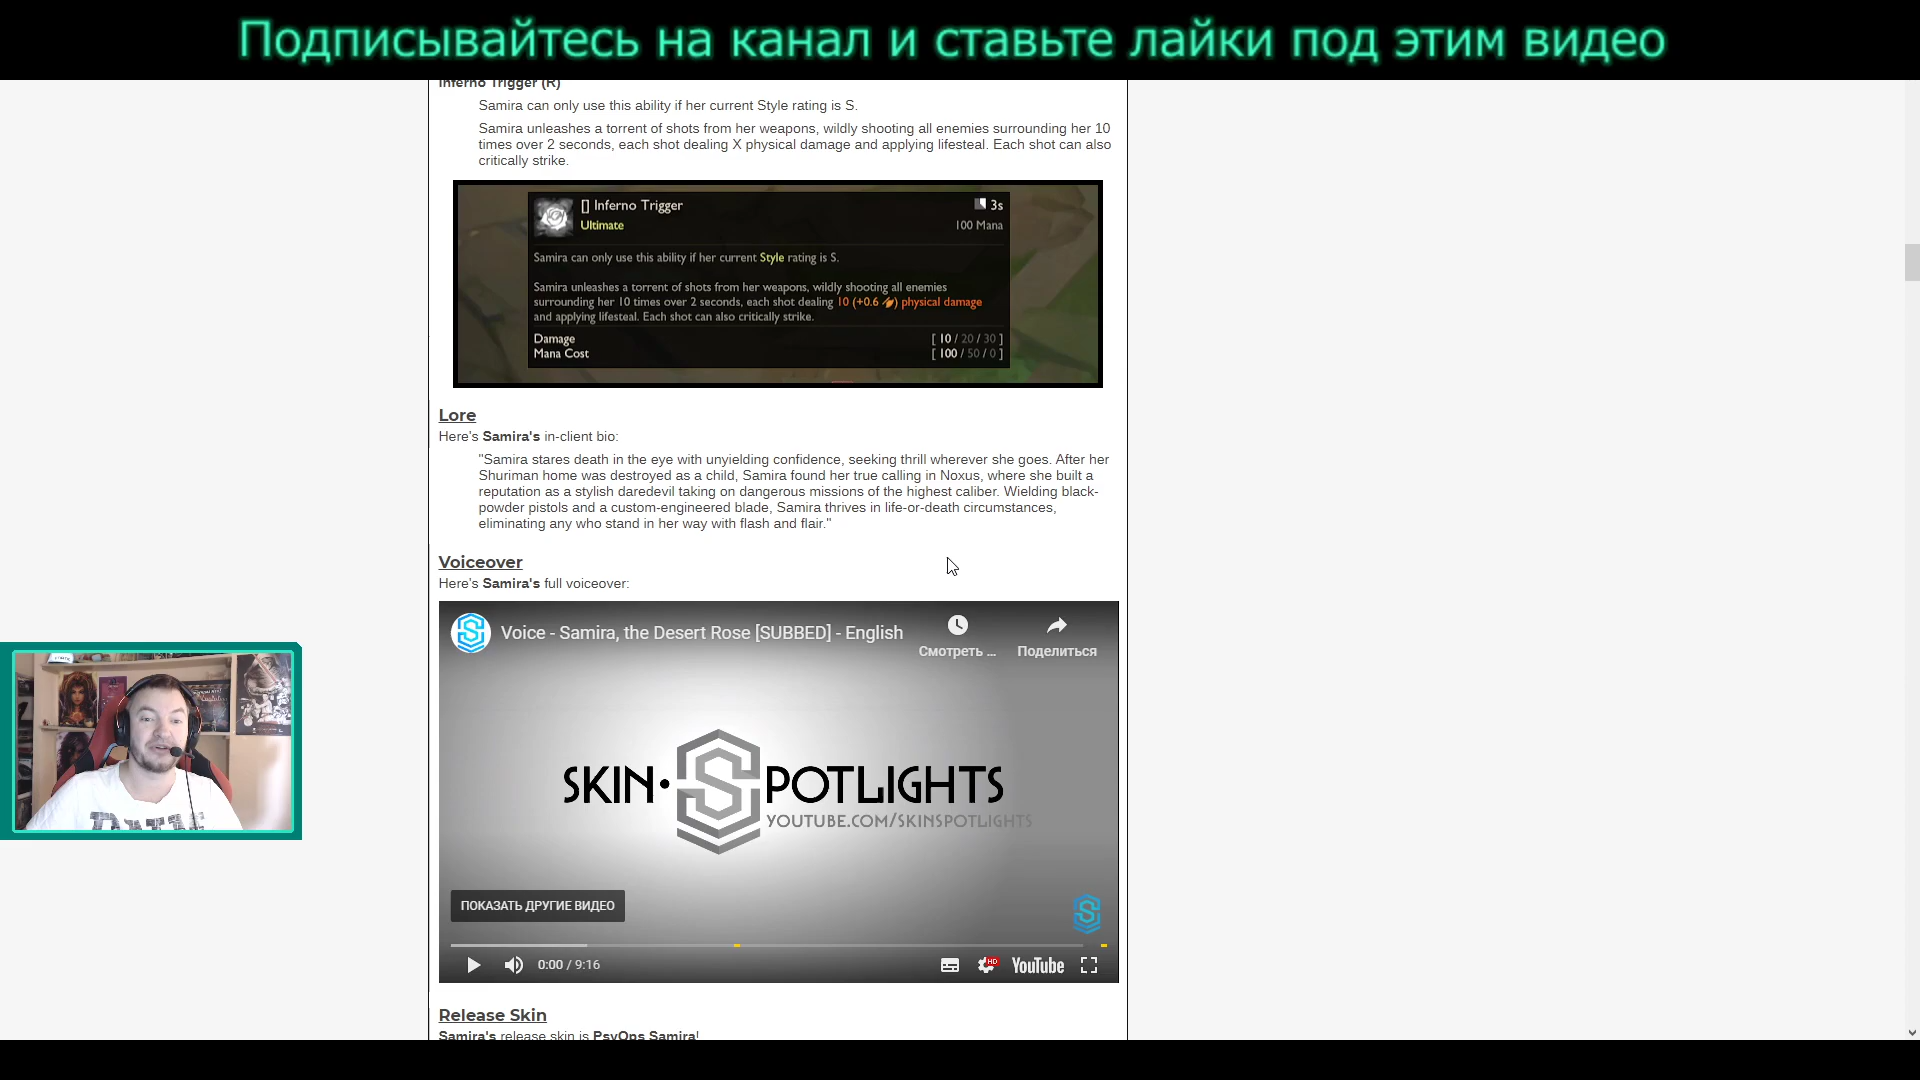 Подписывайтесь на канал и ставьте лайки под этим видео
Inferno Trigger (R)
Samira can only use this ability if her current Style rating is S.
Samira unleashes a torrent of shots from her weapons, wildly shooting all enemies surrounding her 10
times over 2 seconds, each shot dealing X physical damage and applying lifesteal. Each shot can also
critically strike.
[] Inferno Trigger
3s
Ultimate
100 Mana
Samira can only use this ability if her current Style rating is S.
Samira unleashes a torrent of shots from her weapons, wildly shooting all enemies
surrounding her 10 times over 2 seconds, each shot dealing 10 (+0.6 ) physical damage
and applying lifesteal. Each shot can also critically strike.
Damage
[ 10 / 20 / 30 ]
Mana Cost
[ 100 / 50 / 0 ]
Lore
Here's Samira's in-client bio:
"Samira stares death in the eye with unyielding confidence, seeking thrill wherever she goes. After her
Shuriman home was destroyed as a child, Samira found her true calling in Noxus, where she built a
reputation as a stylish daredevil taking on dangerous missions of the highest caliber. Wielding black-
powder pistols and a custom-engineered blade, Samira thrives in life-or-death circumstances,
eliminating any who stand in her way with flash and flair."
Voiceover
Here's Samira's full voiceover:
Voice - Samira, the Desert Rose [SUBBED] - English
Смотреть ...
Поделиться
SKIN·SPOTLIGHTS
YOUTUBE.COM/SKINSPOTLIGHTS
ПОКАЗАТЬ ДРУГИЕ ВИДЕО
0:00 / 9:16
HD
YouTube
Release Skin
Samira's release skin is PsyOps Samira!